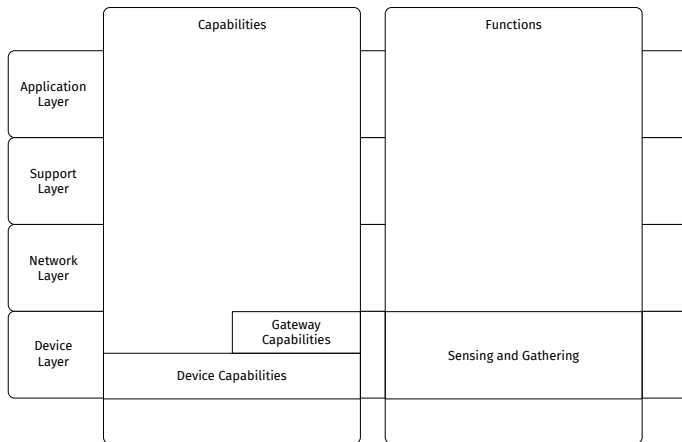 Capabilities
Functions
Application
Layer
Support
Layer
Network
Layer
Device
Layer
Gateway
Capabilities
Device Capabilities
Sensing and Gathering